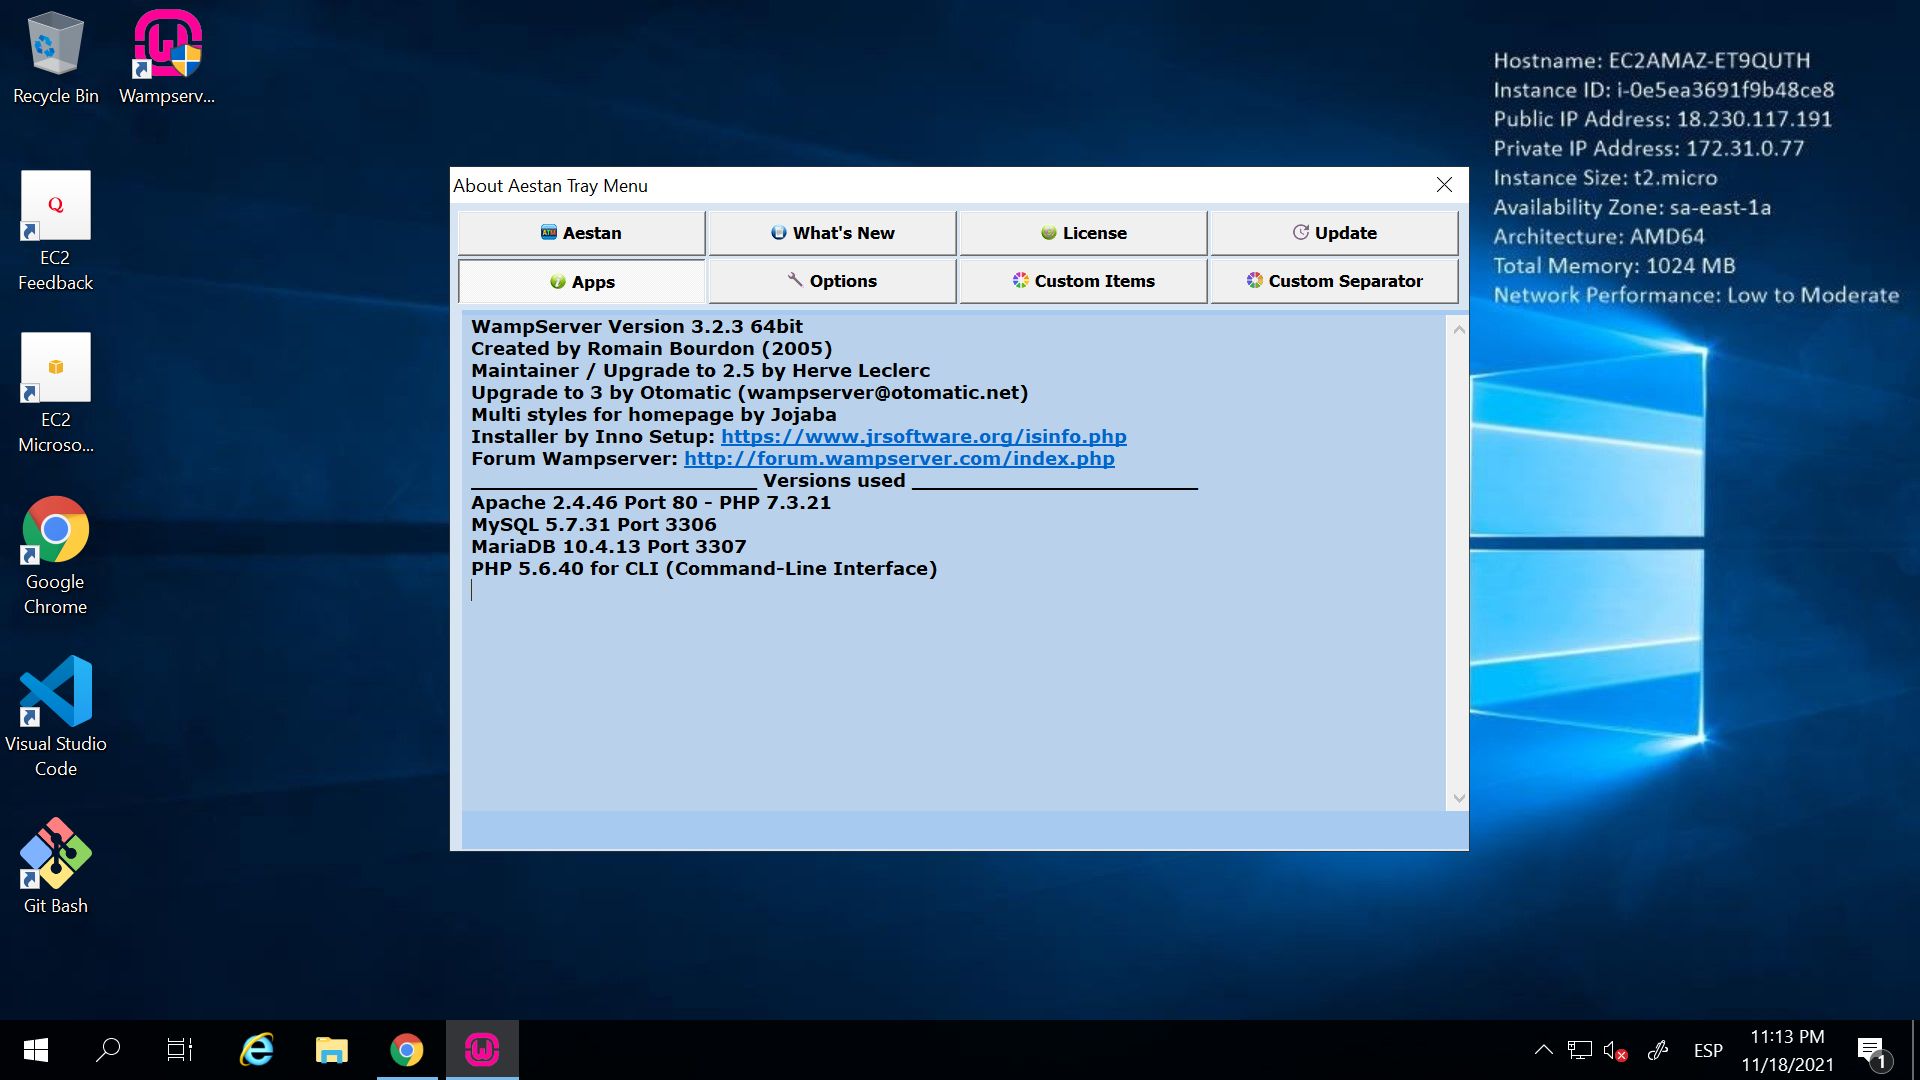 Recycle Bin
Wampserv...
EC2
Feedback
EC2
Microso...
Google
Chrome
Visual Studio
Code
Git Bash
Hostname: EC2AMAZ-ET9QUTH
Instance ID: i-0e5ea3691f9b48ce8
Public IP Address: 18.230.117.191
Private IP Address: 172.31.0.77
Instance Size: t2.micro
Availability Zone: sa-east-1a
Architecture: AMD64
Total Memory: 1024 MB
Network Performance: Low to Moderate
About Aestan Tray Menu
Aestan
What's New
License
Update
Apps
Options
Custom Items
Custom Separator
WampServer Version 3.2.3 64bit
Created by Romain Bourdon (2005)
Maintainer / Upgrade to 2.5 by Herve Leclerc
Upgrade to 3 by Otomatic (wampserver@otomatic.net)
Multi styles for homepage by Jojaba
Installer by Inno Setup: https://www.jrsoftware.org/isinfo.php
Forum Wampserver: http://forum.wampserver.com/index.php
__________________________ Versions used __________________________
Apache 2.4.46 Port 80 - PHP 7.3.21
MySQL 5.7.31 Port 3306
MariaDB 10.4.13 Port 3307
PHP 5.6.40 for CLI (Command-Line Interface)
ESP
11:13 PM
11/18/2021
1